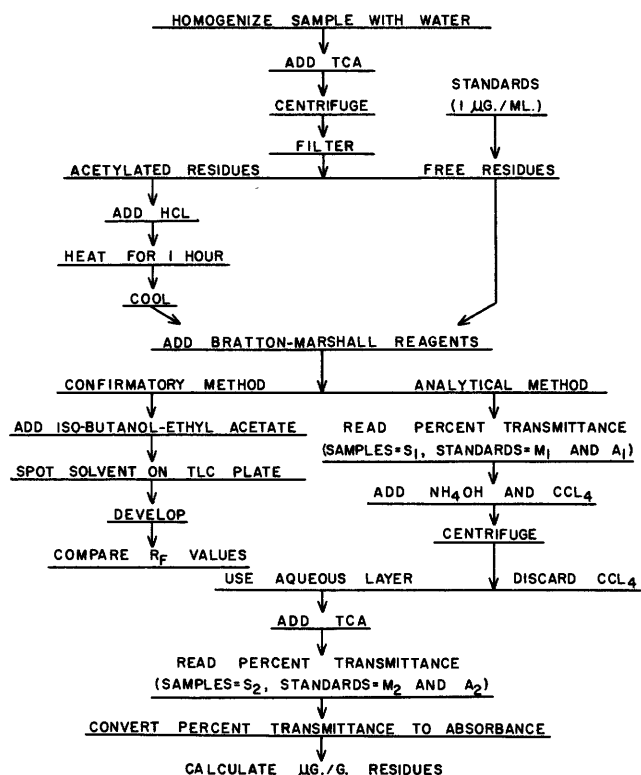 HOMOGENIZE SAMPLE WITH WATER
ADD TCA
CENTRIFUGE
FILTER
STANDARDS
(1 μG./ML.)
ACETYLATED RESIDUES
FREE RESIDUES
ADD HCL
HEAT FOR 1 HOUR
COOL
ADD BRATTON-MARSHALL REAGENTS
CONFIRMATORY METHOD
ANALYTICAL METHOD
ADD ISO-BUTANOL-ETHYL ACETATE
SPOT SOLVENT ON TLC PLATE
DEVELOP
COMPARE R_F VALUES
READ PERCENT TRANSMITTANCE
(SAMPLES=S₁, STANDARDS=M₁ AND A₁)
ADD NH₄OH AND CCL₄
CENTRIFUGE
USE AQUEOUS LAYER
DISCARD CCL₄
ADD TCA
READ PERCENT TRANSMITTANCE
(SAMPLES=S₂, STANDARDS=M₂ AND A₂)
CONVERT PERCENT TRANSMITTANCE TO ABSORBANCE
CALCULATE μG./G. RESIDUES